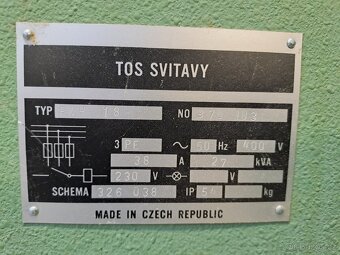 TOS SVITAVY
TYP NO
3 PE 50 Hz 400 V
38 A 27 kVA
230 V V
SCHEMA 326 038 IP 54 kg
MADE IN CZECH REPUBLIC